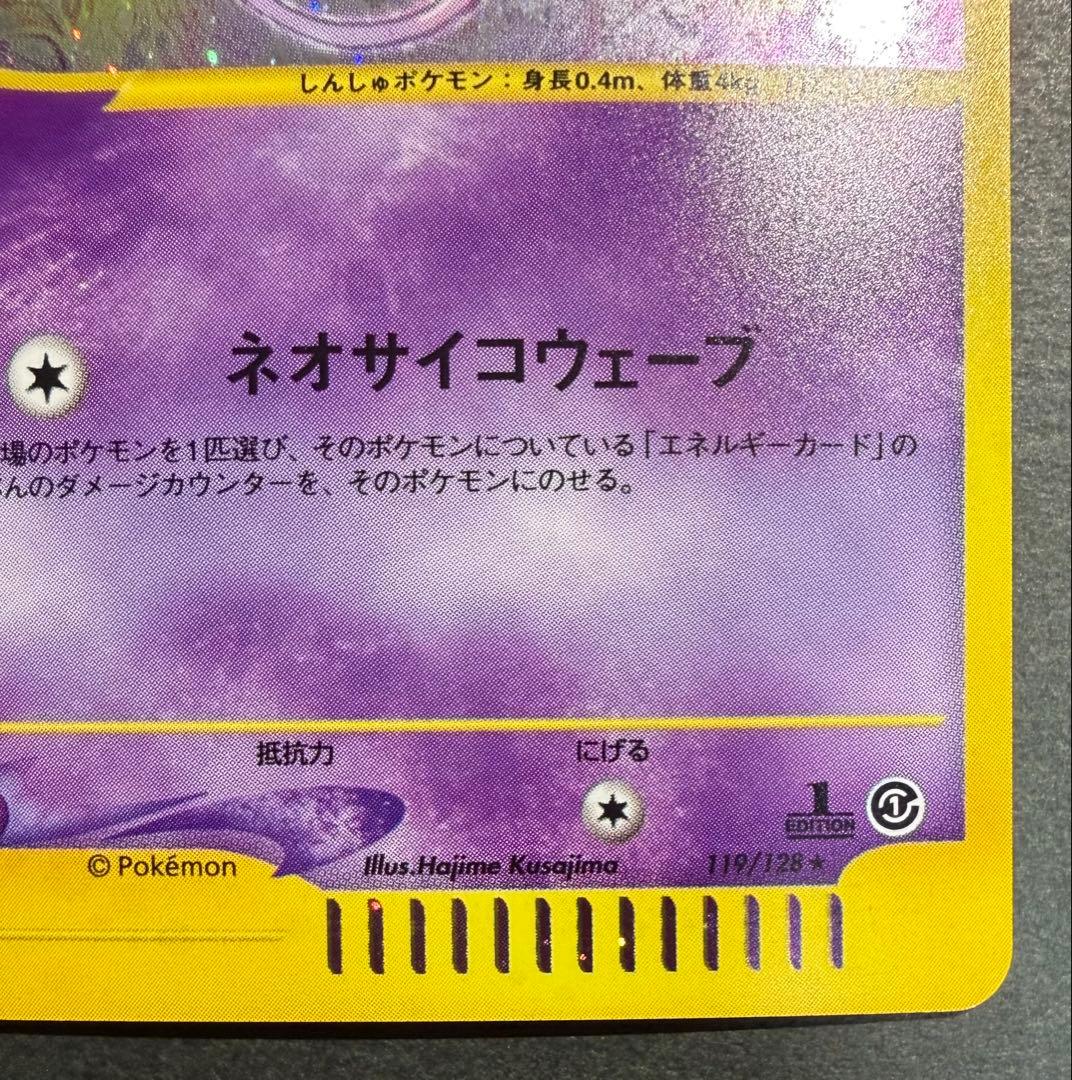 しんしゅポケモン：身長0.4m、体重4kg
ネオサイコウェーブ
場のポケモンを1匹選び、そのポケモンについている「エネルギーカード」の
ぶんのダメージカウンターを、そのポケモンにのせる。
抵抗力
にげる
1
EDITION
1
© Pokémon
Illus.Hajime Kusajima
119/128★